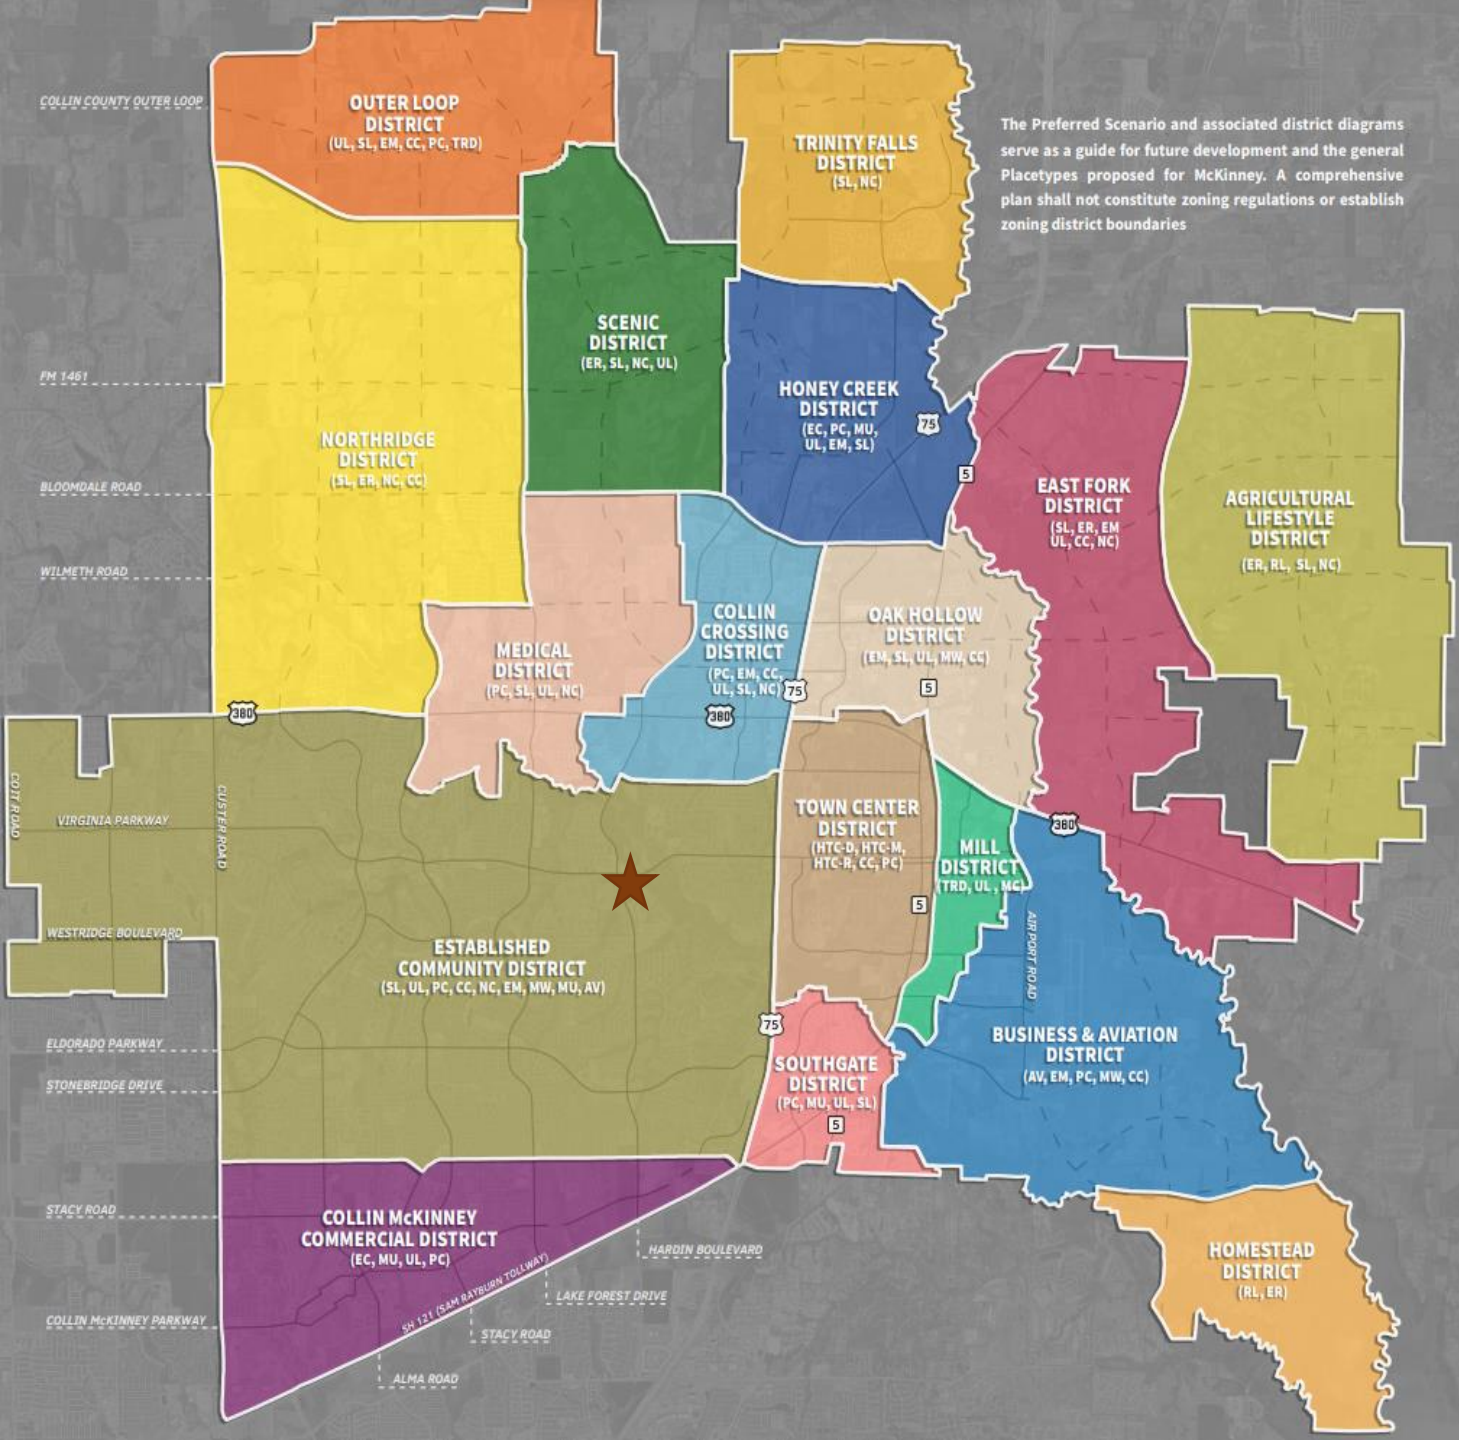 COLLIN COUNTY OUTER LOOP
OUTER LOOP
DISTRICT
(UL, SL, EM, CC, PC, TRD)
TRINITY FALLS
DISTRICT
(SL, NC)
The Preferred Scenario and associated district diagrams
serve as a guide for future development and the general
Placetypes proposed for McKinney. A comprehensive
plan shall not constitute zoning regulations or establish
zoning district boundaries
SCENIC
DISTRICT
(ER, SL, NC, UL)
FM 1461
HONEY CREEK
DISTRICT
(EC, PC, MU,
UL, EM, SL)
75
5
NORTHRIDGE
DISTRICT
(SL, ER, NC, CC)
BLOOMDALE ROAD
EAST FORK
DISTRICT
(SL, ER, EM
UL, CC, NC)
AGRICULTURAL
LIFESTYLE
DISTRICT
(ER, RL, SL, NC)
WILMETH ROAD
MEDICAL
DISTRICT
(PC, SL, UL, NC)
COLLIN
CROSSING
DISTRICT
(PC, EM, CC,
UL, SL, NC)
75
380
OAK HOLLOW
DISTRICT
(EM, SL, UL, MW, CC)
5
380
COIT ROAD
VIRGINIA PARKWAY
CUSTER ROAD
TOWN CENTER
DISTRICT
(HTC-D, HTC-M,
HTC-R, CC, PC)
5
MILL
DISTRICT
(TRD, UL, MC)
380
AIRPORT ROAD
WESTRIDGE BOULEVARD
ESTABLISHED
COMMUNITY DISTRICT
(SL, UL, PC, CC, NC, EM, MW, MU, AV)
75
ELDORADO PARKWAY
STONEBRIDGE DRIVE
SOUTHGATE
DISTRICT
(PC, MU, UL, SL)
5
BUSINESS & AVIATION
DISTRICT
(AV, EM, PC, MW, CC)
STACY ROAD
COLLIN McKINNEY
COMMERCIAL DISTRICT
(EC, MU, UL, PC)
HARDIN BOULEVARD
SH 121 (SAM RAYBURN TOLLWAY)
LAKE FOREST DRIVE
COLLIN McKINNEY PARKWAY
STACY ROAD
ALMA ROAD
HOMESTEAD
DISTRICT
(RL, ER)